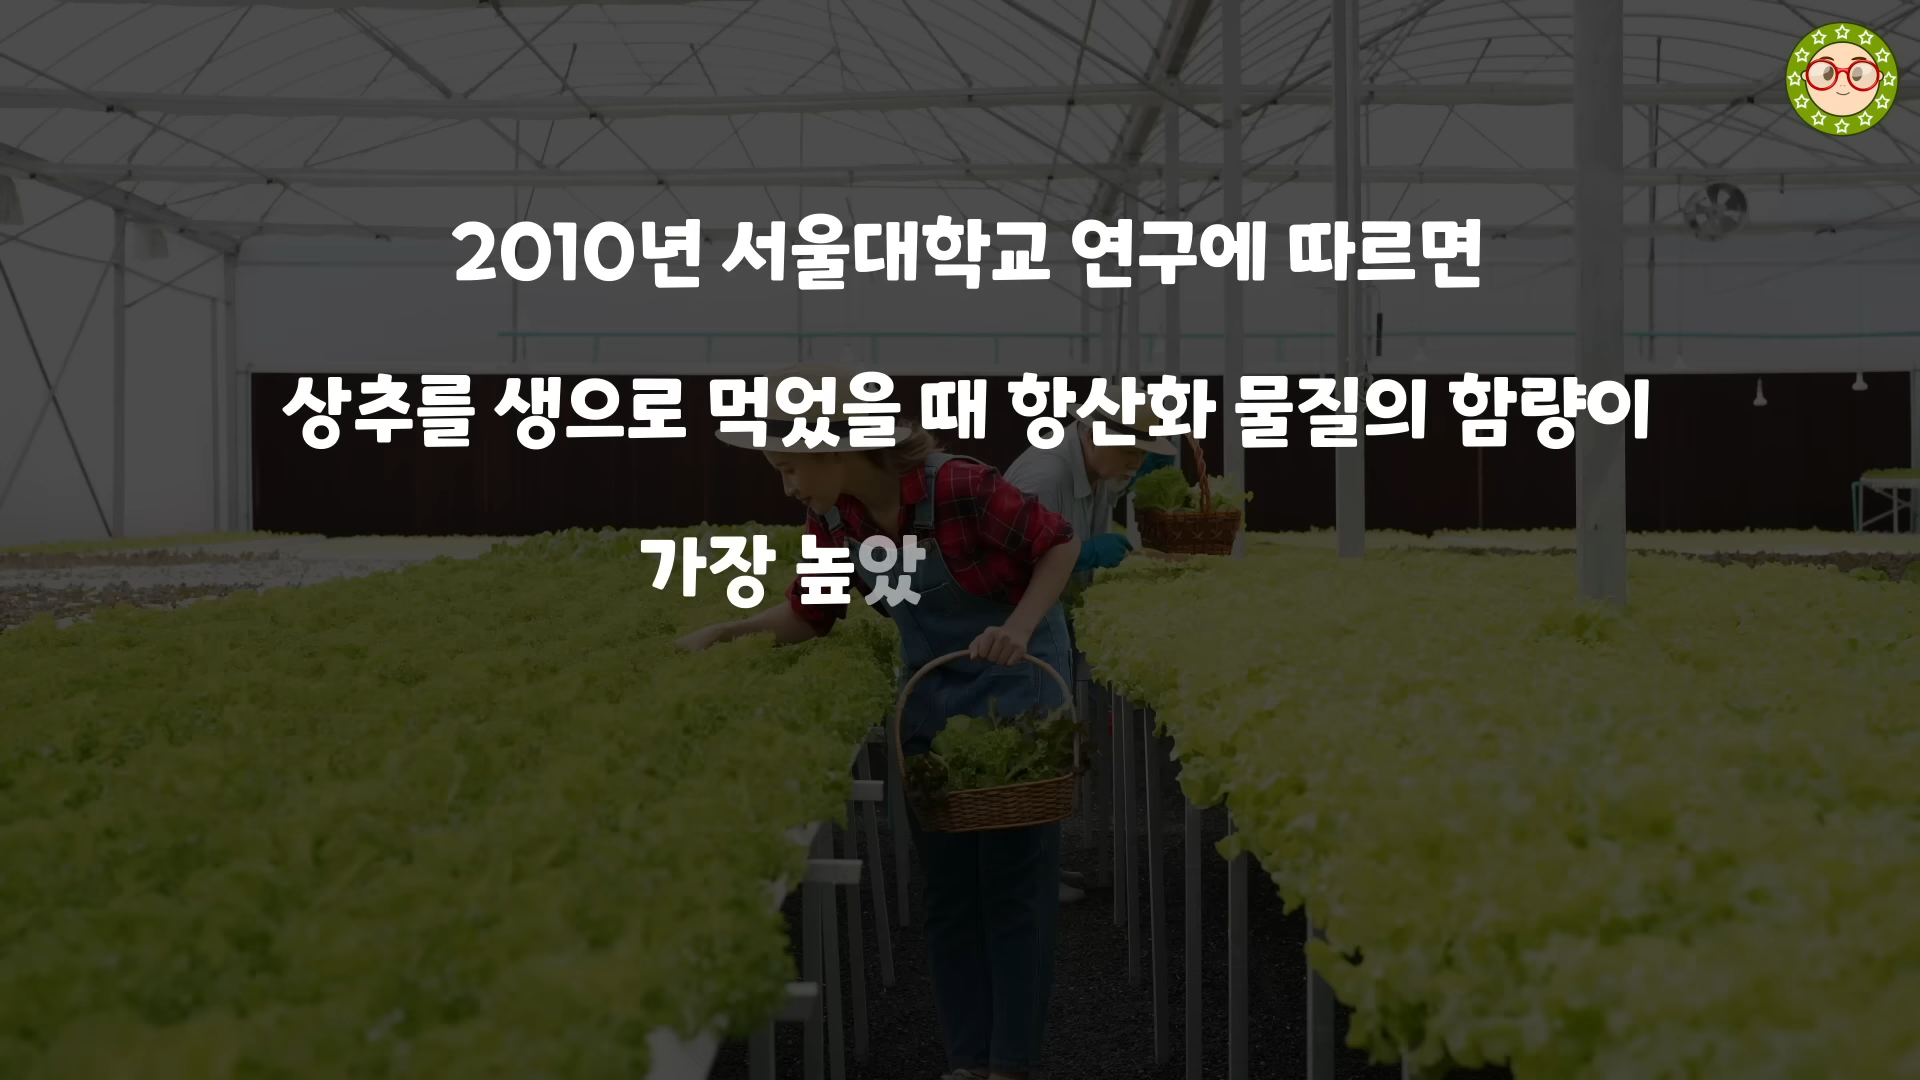 2010년 서울대학교 연구에 따르면
상추를 생으로 먹었을 때 항산화 물질의 함량이
가장 높았